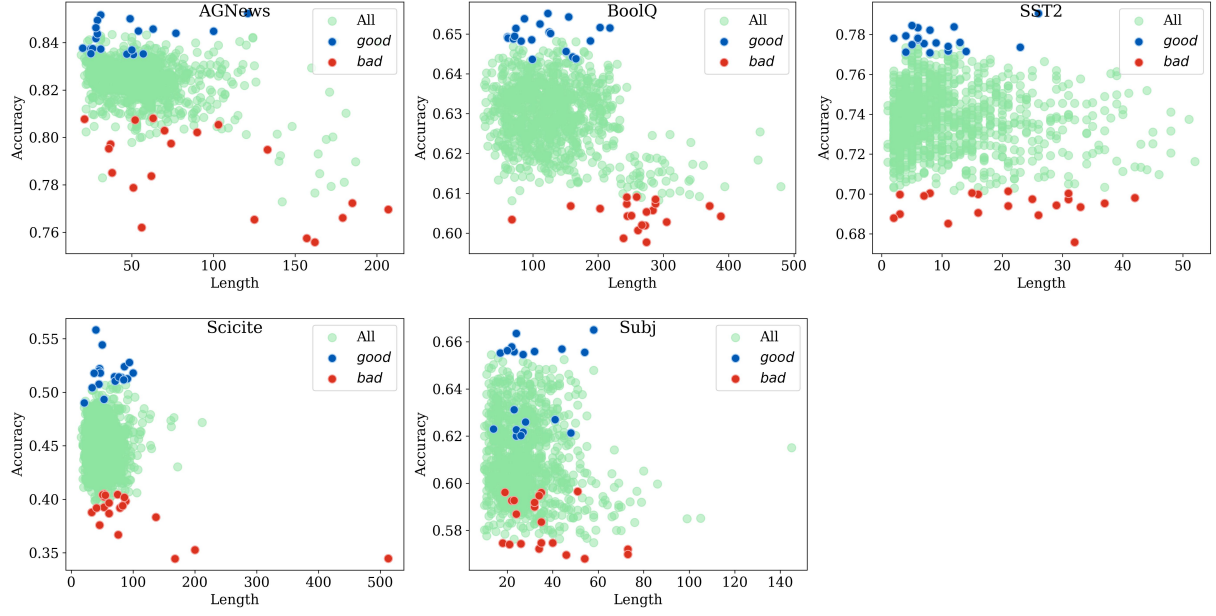 AGNews
All
good
bad
0.84
0.82
0.80
0.78
0.76
Accuracy
50
100
150
200
Length
BoolQ
All
good
bad
0.65
0.64
0.63
0.62
0.61
0.60
Accuracy
100
200
300
400
500
Length
SST2
All
good
bad
0.78
0.76
0.74
0.72
0.70
0.68
Accuracy
0
10
20
30
40
50
Length
Scicite
All
good
bad
0.55
0.50
0.45
0.40
0.35
Accuracy
0
100
200
300
400
500
Length
Subj
All
good
bad
0.66
0.64
0.62
0.60
0.58
Accuracy
20
40
60
80
100
120
140
Length